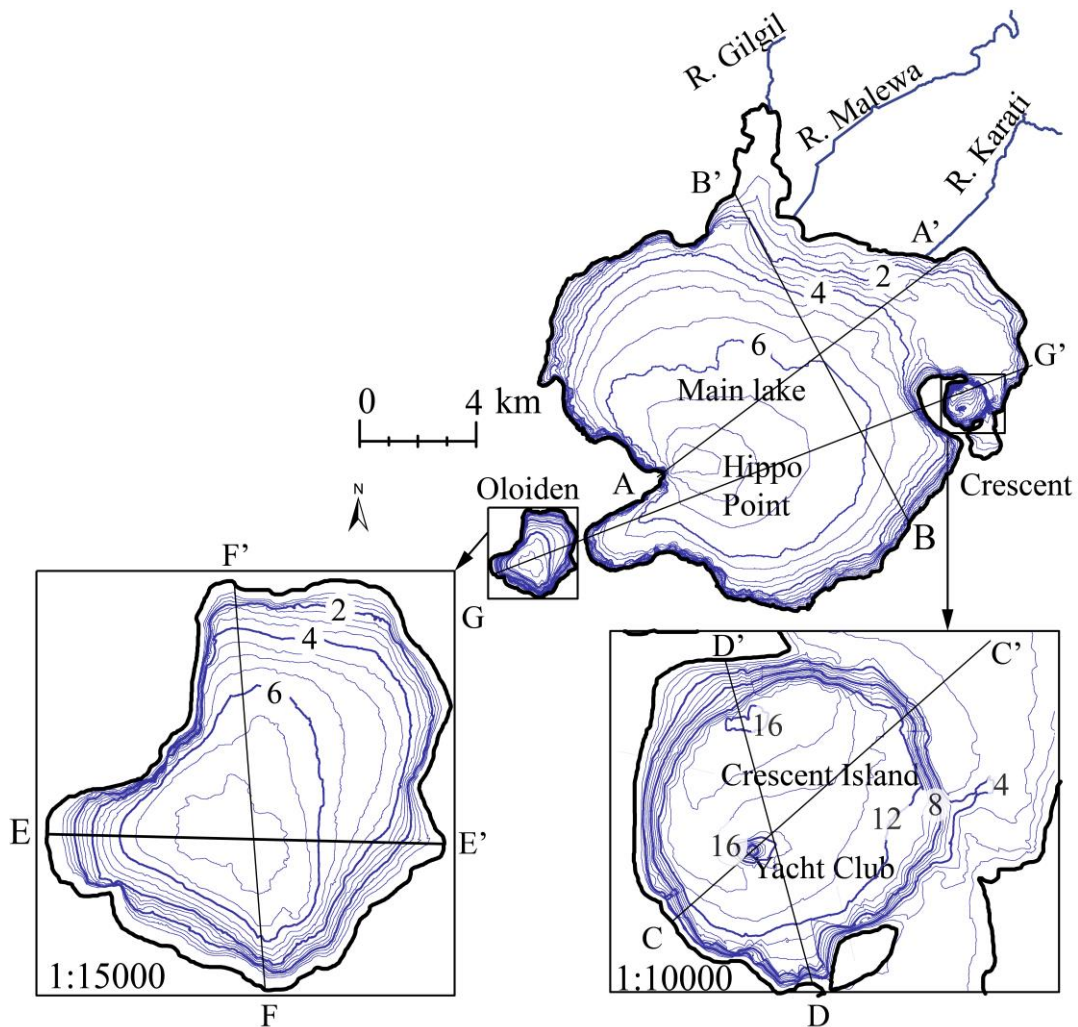 R. Gilgil
R. Malewa
R. Karati
B’
A’
2
4
G’
6
0 4 km
Main lake
N
A
Hippo
Point
Oloiden
Crescent
B
F’
G
2
4
6
E
E’
1:15000
F
D’
C’
16
Crescent Island
4
8
12
16
Yacht Club
C
1:10000
D